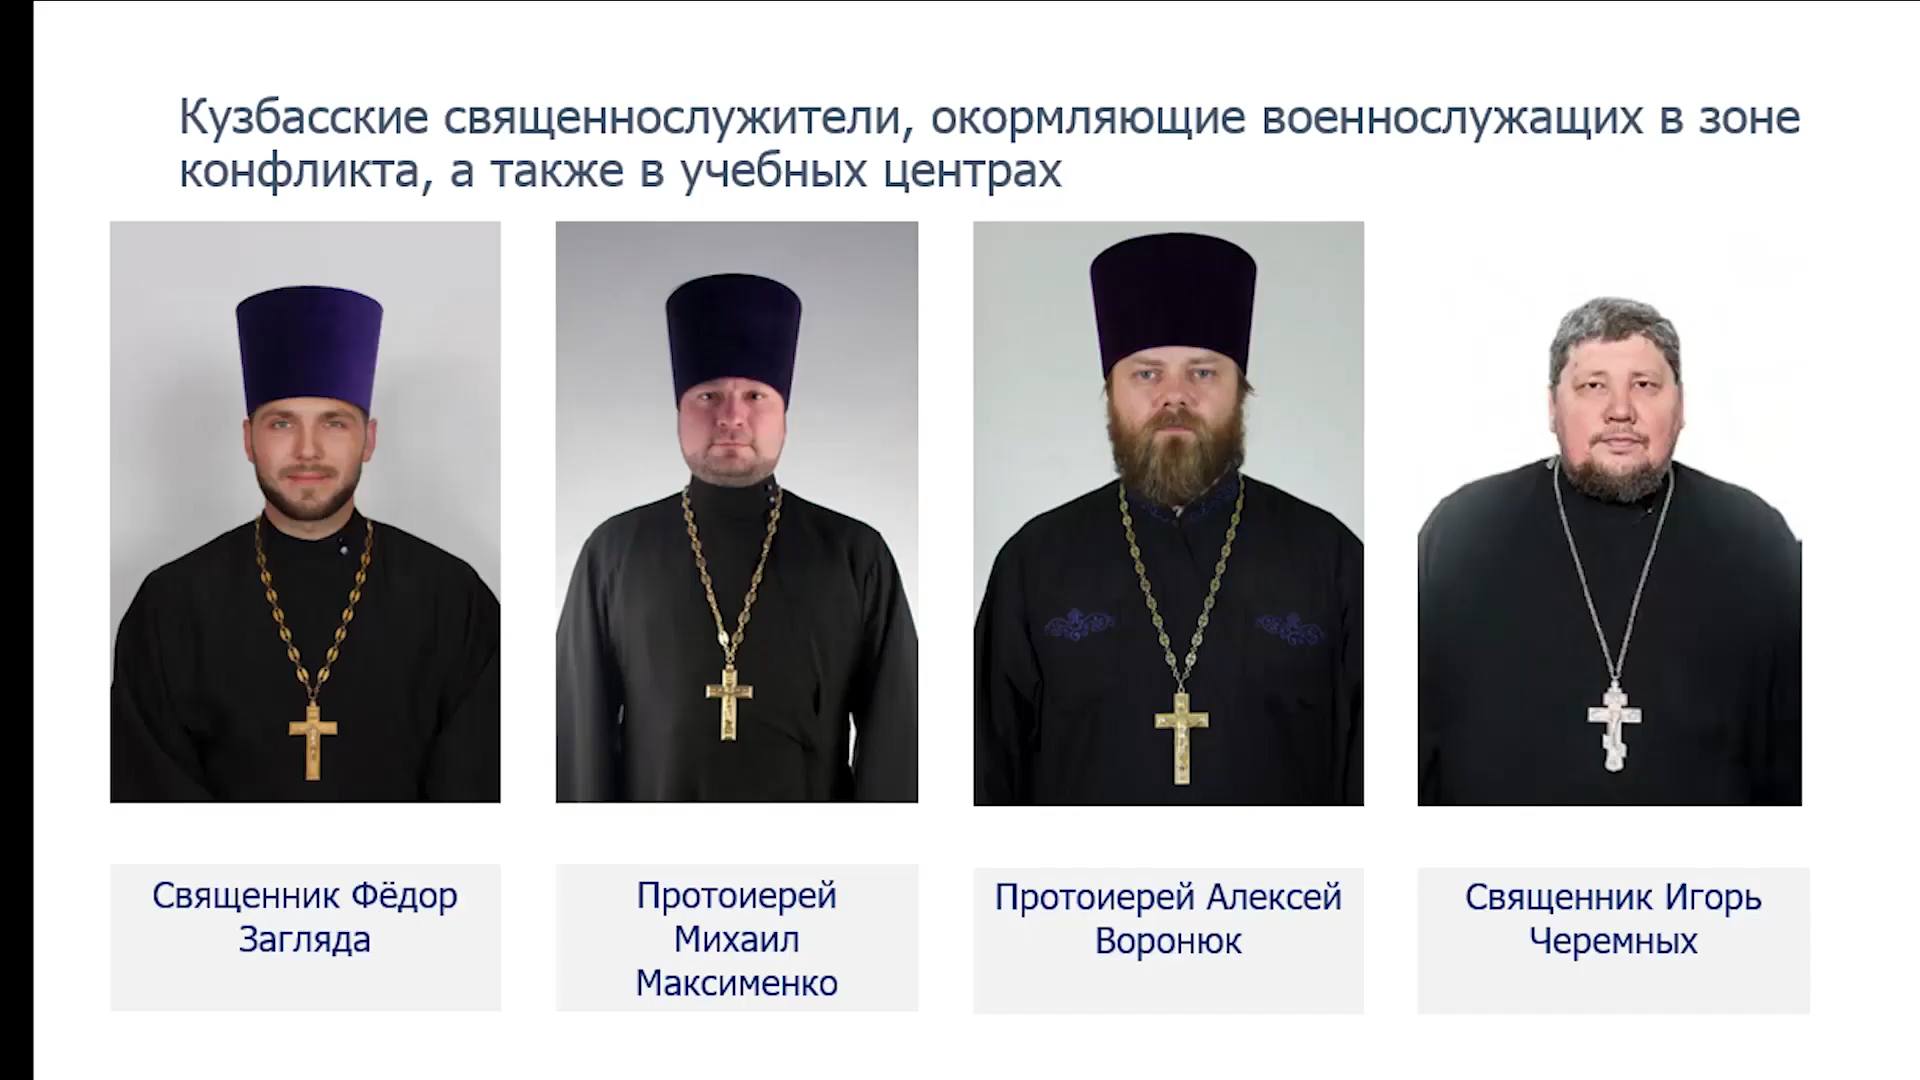 Кузбасские священнослужители, окормляющие военнослужащих в зоне
конфликта, а также в учебных центрах
Священник Фёдор
Загляда
Протоиерей
Михаил
Максименко
Протоиерей Алексей
Воронюк
Священник Игорь
Черемных